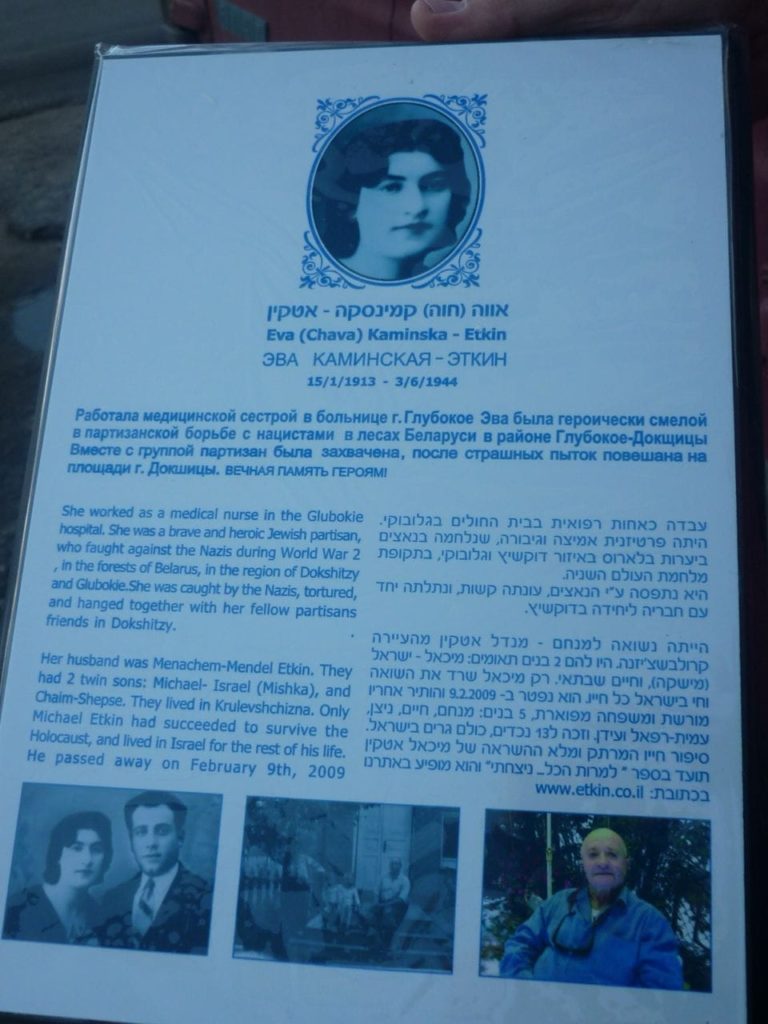 אווה (חוה) קמינסקה - אטקין
Eva (Chava) Kaminska - Etkin
ЭВА КАМИНСКАЯ-ЭТКИН
15/1/1913 - 3/6/1944
Работала медицинской сестрой в больнице г.Глубокое Эва была героически смелой
в партизанской борьбе с нацистами в лесах Беларуси в районе Глубокое-Докщицы
Вместе с группой партизан была захвачена, после страшных пыток повешана на
площади г. Докшицы. ВЕЧНАЯ ПАМЯТЬ ГЕРОЯМ!
She worked as a medical nurse in the Glubokie
hospital. She was a brave and heroic Jewish partisan,
who faught against the Nazis during World War 2
, in the forests of Belarus, in the region of Dokshitzy
and Glubokie.She was caught by the Nazis, tortured,
and hanged together with her fellow partisans
friends in Dokshitzy.
Her husband was Menachem-Mendel Etkin. They
had 2 twin sons: Michael- Israel (Mishka), and
Chaim-Shepse. They lived in Krulevshchizna. Only
Michael Etkin had succeeded to survive the
Holocaust, and lived in Israel for the rest of his life.
He passed away on February 9th, 2009
עבדה כאחות רפואית בבית החולים בגלובוקי.
היתה פרטיזנית אמיצה וגיבורה, שנלחמה בנאצים
ביערות בלארוס באיזור דוקשיץ וגלובוקי, בתקופת
מלחמת העולם השניה.
היא נתפסה ע"י הנאצים, עונתה קשות, ונתלתה יחד
עם חבריה ליחידה בדוקשיץ.
הייתה נשואה למנחם - מנדל אטקין מהעיירה
קרולבשצ'יזנה. היו להם 2 בנים תאומים: מיכאל - ישראל
(מישקה), וחיים שבתאי. רק מיכאל שרד את השואה
וחי בישראל כל חייו. הוא נפטר ב- 9.2.2009 והותיר אחריו
מורשת ומשפחה מפוארת, 5 בנים: מנחם, חיים, ניצן,
עמית-רפאל ועידן. וזכה ל13 נכדים, כולם גרים בישראל.
סיפור חייו המרתק ומלא ההשראה של מיכאל אטקין
תועד בספר "למרות הכל... ניצחתי" והוא מופיע באתרנו
בכתובת: www.etkin.co.il